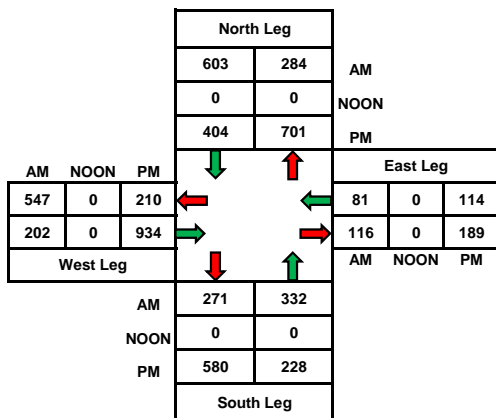 North Leg
603 284 AM
0 0 NOON
404 701 PM
AM NOON PM East Leg
547 0 210 81 0 114
202 0 934 116 0 189
West Leg AM NOON PM
AM 271 332
NOON 0 0
PM 580 228
South Leg